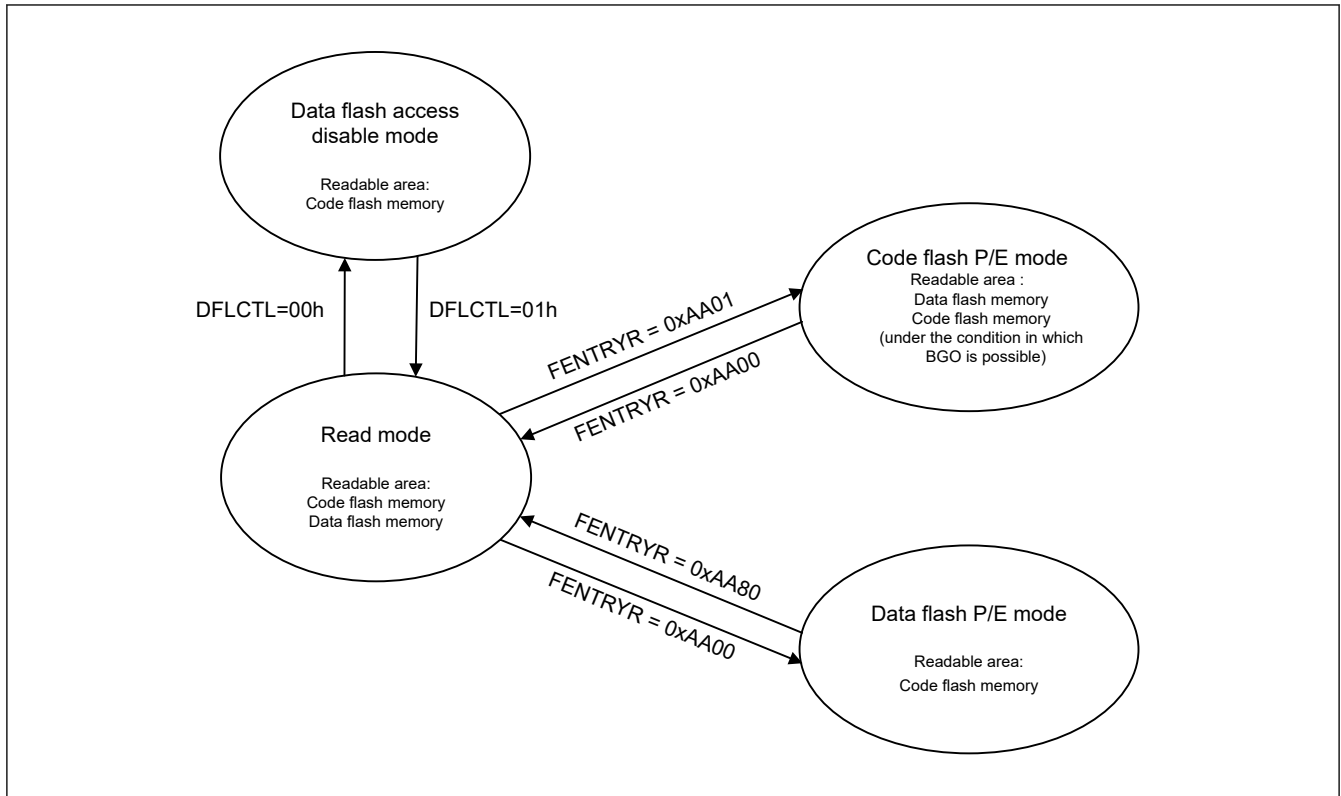 Data flash access
disable mode
Readable area:
Code flash memory
DFLCTL=00h
DFLCTL=01h
Read mode
Readable area:
Code flash memory
Data flash memory
FENTRYR = 0xAA01
FENTRYR = 0xAA00
Code flash P/E mode
Readable area :
Data flash memory
Code flash memory
(under the condition in which
BGO is possible)
FENTRYR = 0xAA80
FENTRYR = 0xAA00
Data flash P/E mode
Readable area:
Code flash memory